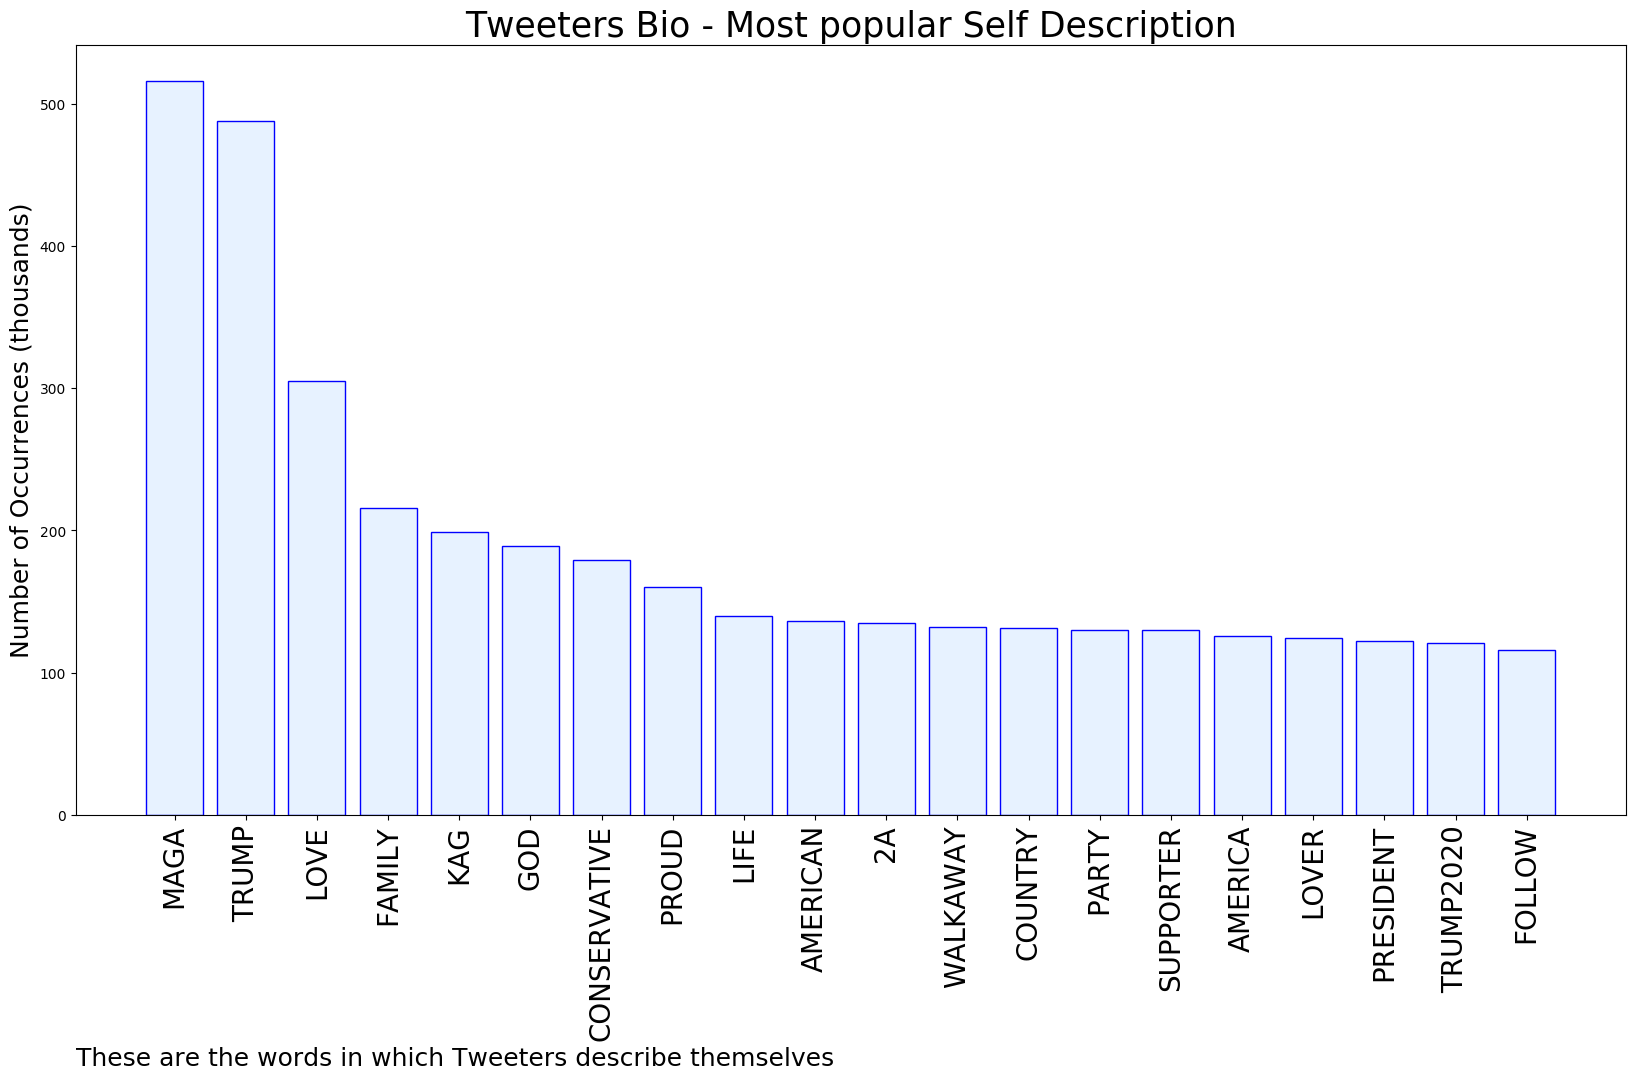 Tweeters Bio - Most popular Self Description
Number of Occurrences (thousands)
500
400
300
200
100
0
MAGA
TRUMP
LOVE
FAMILY
KAG
GOD
CONSERVATIVE
PROUD
LIFE
AMERICAN
2A
WALKAWAY
COUNTRY
PARTY
SUPPORTER
AMERICA
LOVER
PRESIDENT
TRUMP2020
FOLLOW
These are the words in which Tweeters describe themselves